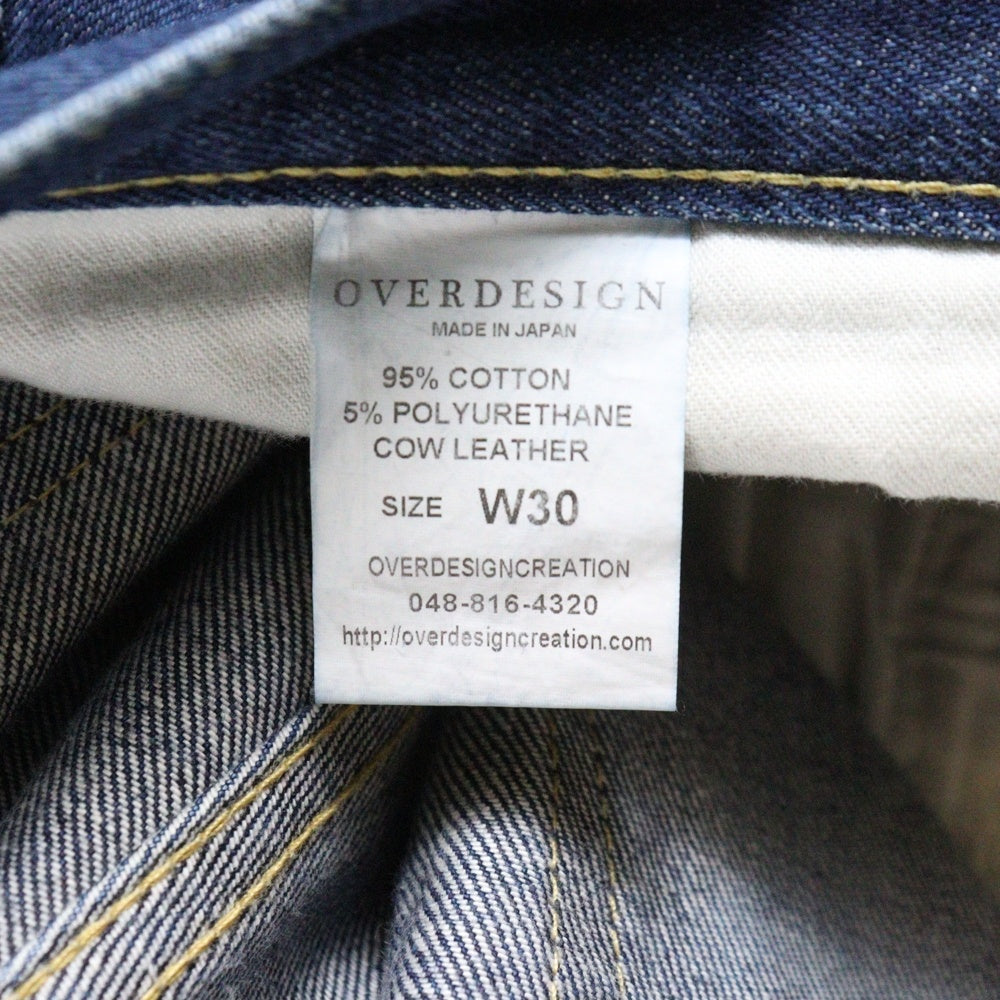 OVERDESIGN
MADE IN JAPAN
95% COTTON
5% POLYURETHANE
COW LEATHER
SIZE W30
OVERDESIGNCREATION
048-816-4320
http://overdesigncreation.com